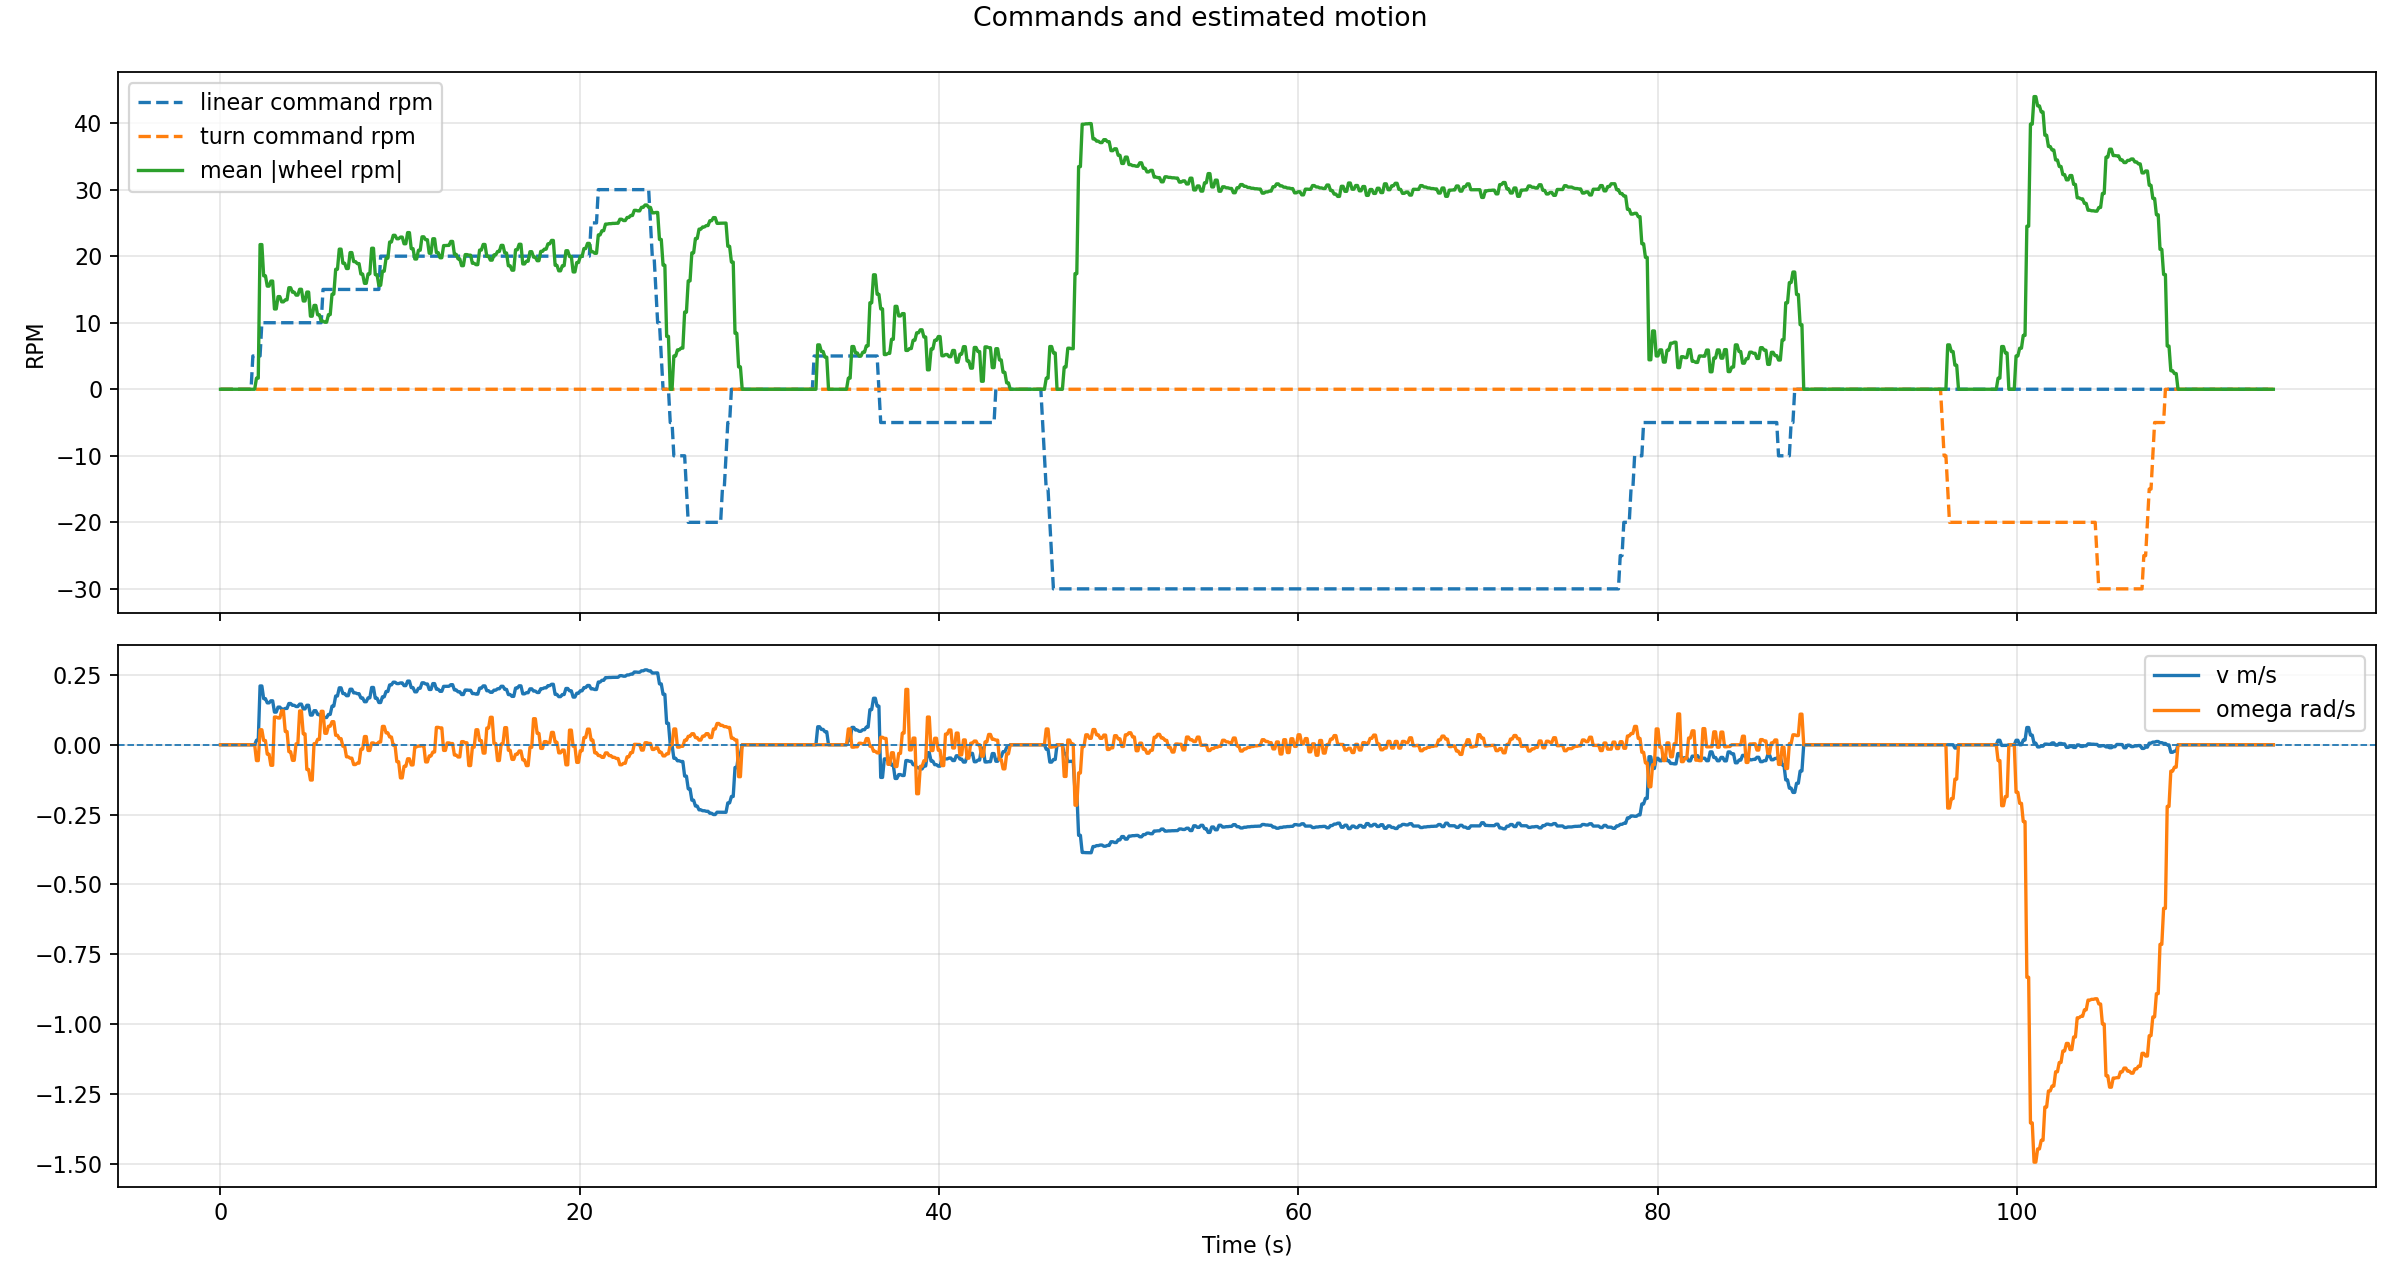 Commands and estimated motion
linear command rpm
turn command rpm
mean |wheel rpm|
RPM
40
30
20
10
0
−10
−20
−30
v m/s
omega rad/s
0.25
0.00
−0.25
−0.50
−0.75
−1.00
−1.25
−1.50
0 20 40 60 80 100
Time (s)